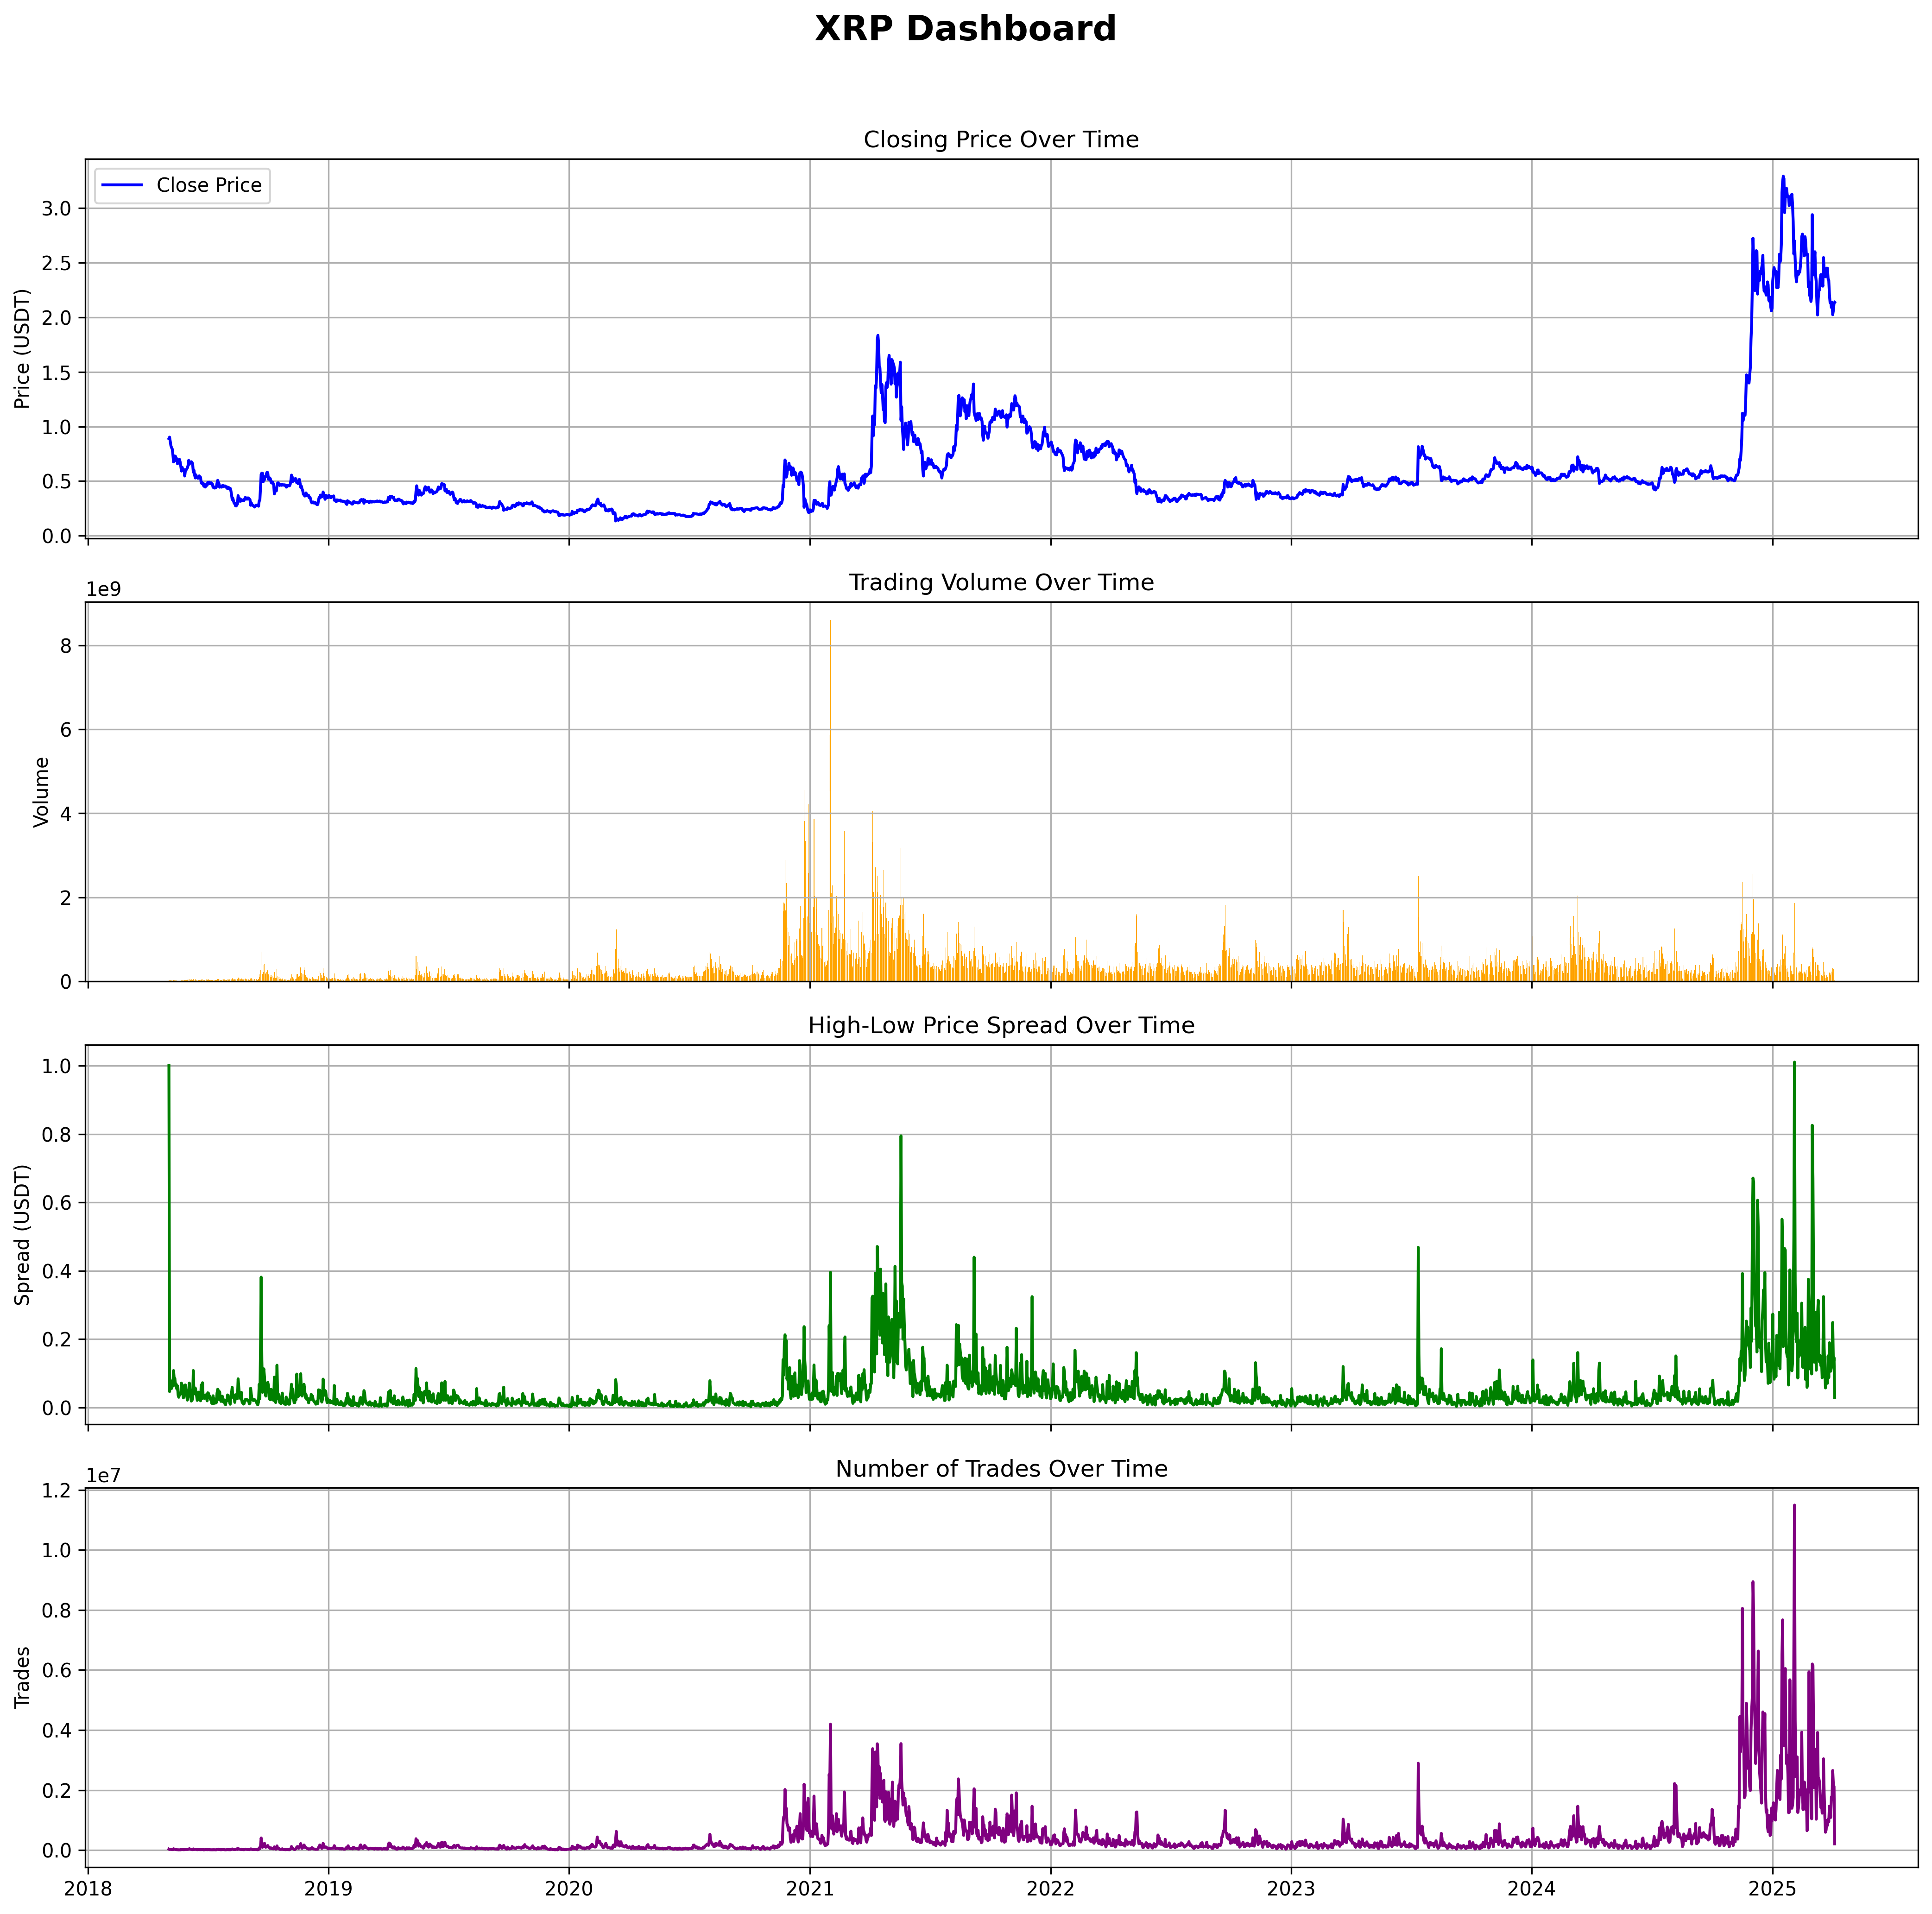 XRP Dashboard
Closing Price Over Time
Close Price
Price (USDT)
3.0
2.5
2.0
1.5
1.0
0.5
0.0
Trading Volume Over Time
1e9
Volume
8
6
4
2
0
High-Low Price Spread Over Time
Spread (USDT)
1.0
0.8
0.6
0.4
0.2
0.0
Number of Trades Over Time
1e7
Trades
1.2
1.0
0.8
0.6
0.4
0.2
0.0
2018 2019 2020 2021 2022 2023 2024 2025